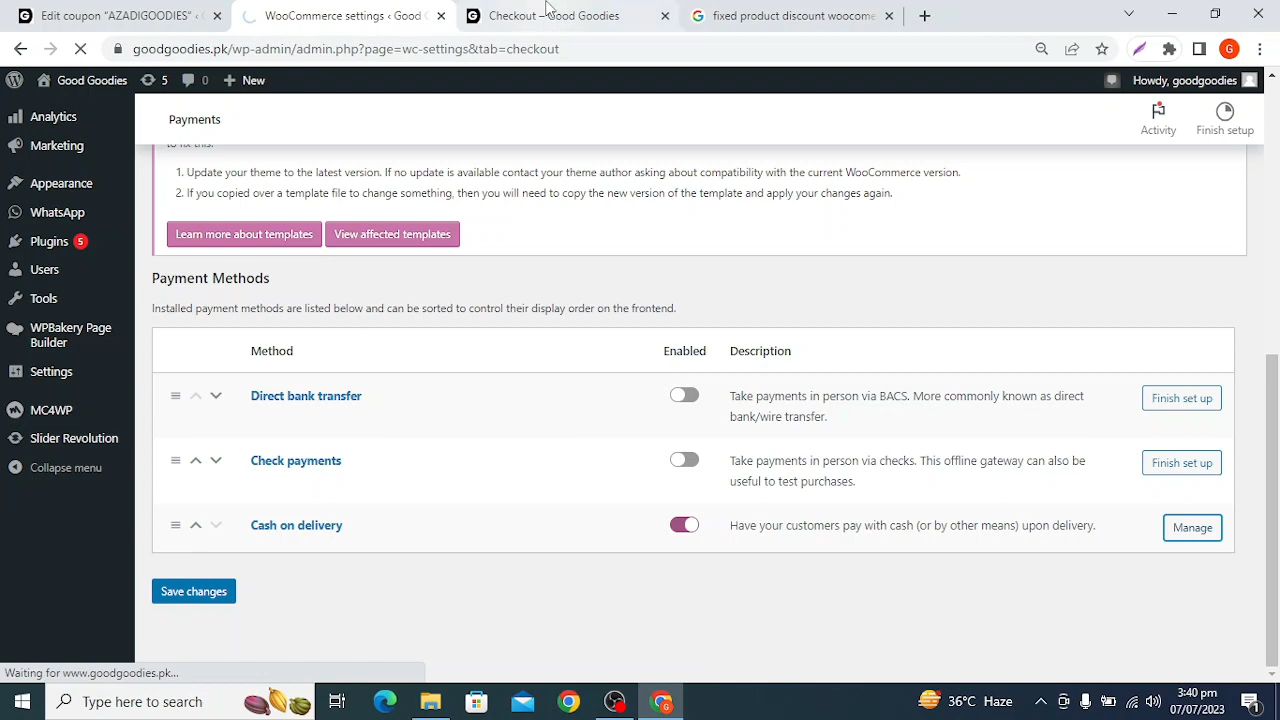 Edit coupon "AZADIGOODIES"
WooCommerce settings < Good G
Checkout – Good Goodies
fixed product discount woocome
goodgoodies.pk/wp-admin/admin.php?page=wc-settings&tab=checkout
G
Good Goodies 5 0 New
Howdy, goodgoodies
Analytics
Marketing
Appearance
WhatsApp
Plugins 5
Users
Tools
WPBakery Page
Builder
Settings
MC4WP
Slider Revolution
Collapse menu
Payments
Activity
Finish setup
to fix this:
1. Update your theme to the latest version. If no update is available contact your theme author asking about compatibility with the current WooCommerce version.
2. If you copied over a template file to change something, then you will need to copy the new version of the template and apply your changes again.
Learn more about templates View affected templates
Payment Methods
Installed payment methods are listed below and can be sorted to control their display order on the frontend.
Method Enabled Description
Direct bank transfer
Take payments in person via BACS. More commonly known as direct
bank/wire transfer.
Finish set up
Check payments
Take payments in person via checks. This offline gateway can also be
useful to test purchases.
Finish set up
Cash on delivery
Have your customers pay with cash (or by other means) upon delivery.
Manage
Save changes
Waiting for www.goodgoodies.pk...
Type here to search
36°C Haze
3:40 pm
07/07/2023
1